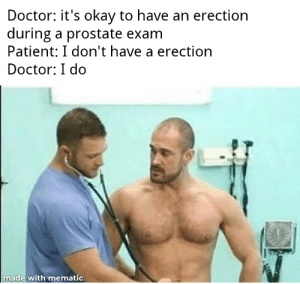 Doctor: it's okay to have an erection
during a prostate exam
Patient: I don't have a erection
Doctor: I do
made with mematic